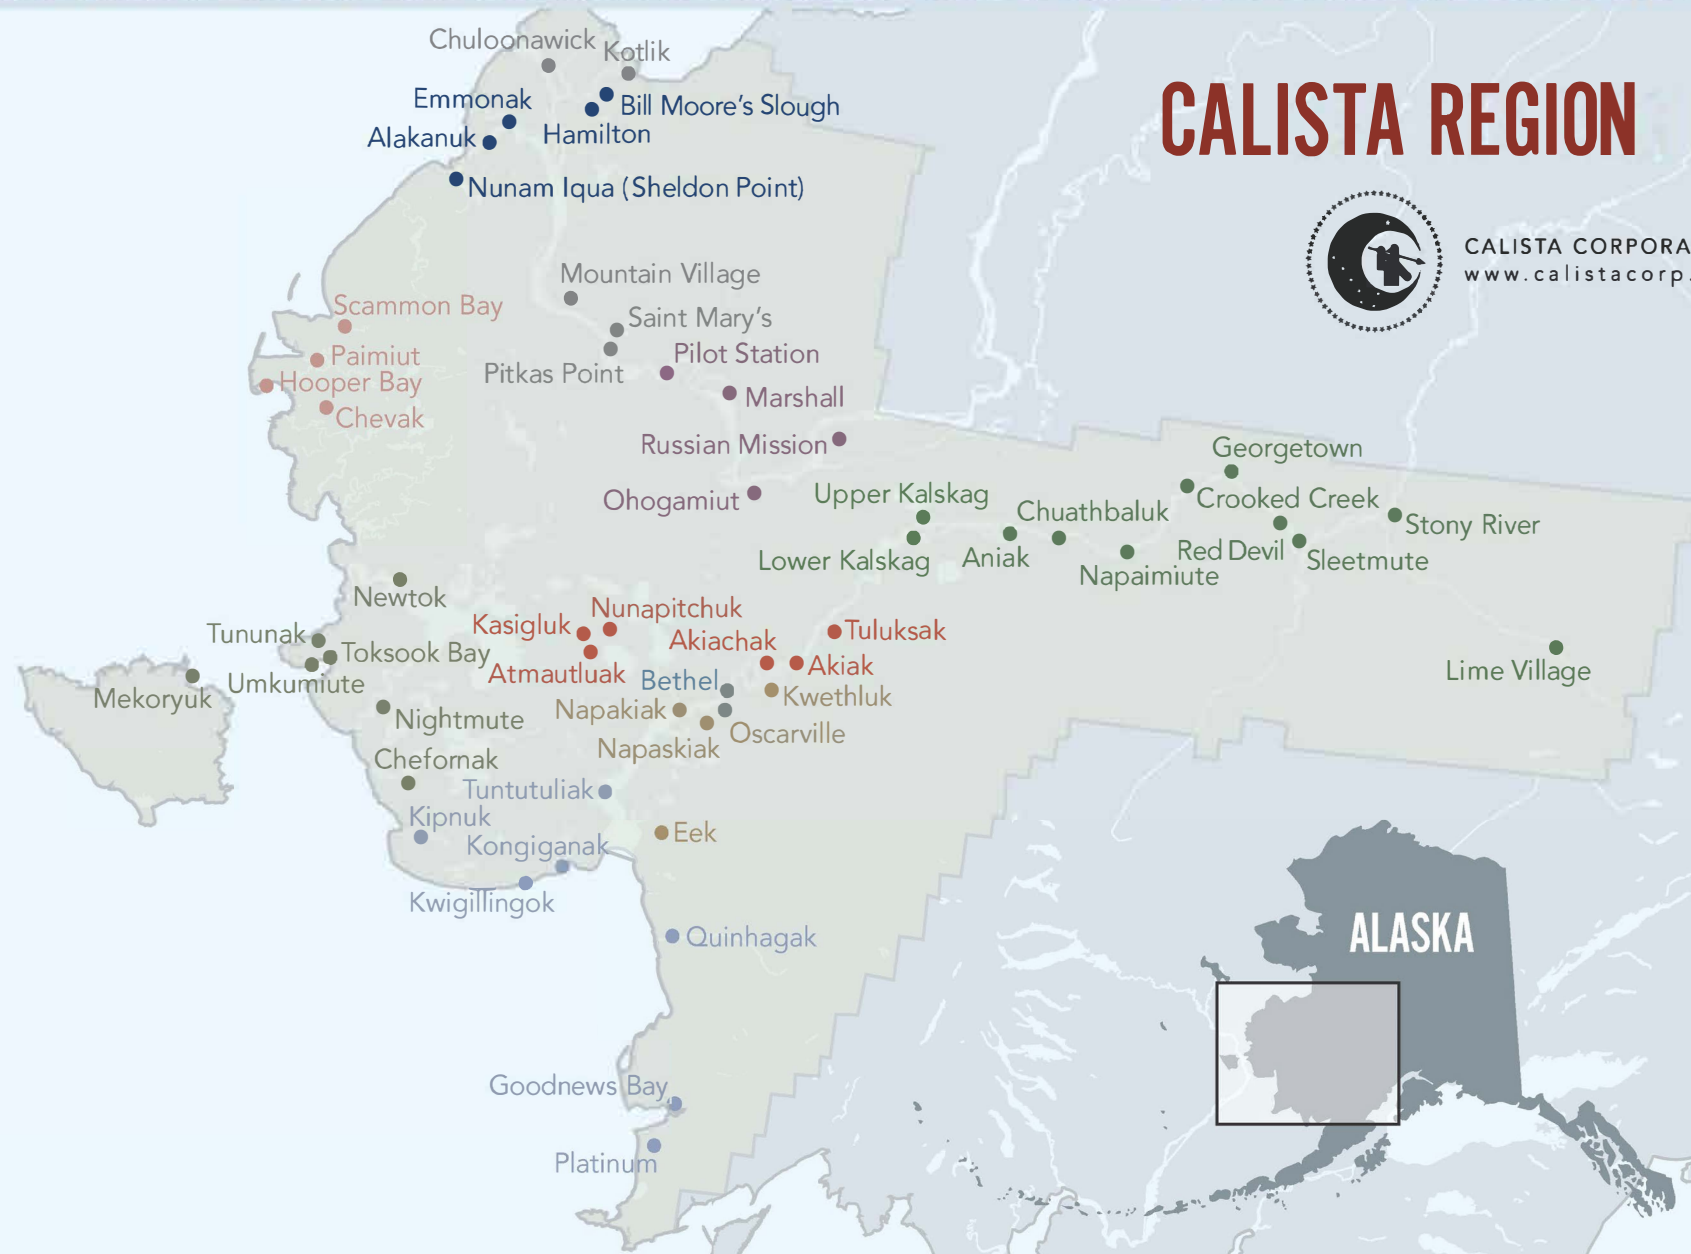 Chuloonawick
Kotlik
CALISTA REGION
Emmonak
Bill Moore's Slough
Alakanuk
Hamilton
Nunam Iqua (Sheldon Point)
CALISTA CORPORA
www.calistacorp.
Mountain Village
Scammon Bay
Saint Mary's
Paimiut
Pilot Station
Pitkas Point
Hooper Bay
Marshall
Chevak
Russian Mission
Georgetown
Ohogamiut
Upper Kalskag
Crooked Creek
Chuathbaluk
Stony River
Lower Kalskag
Aniak
Red Devil
Sleetmute
Napaimiute
Newtok
Nunapitchuk
Kasigluk
Tuluksak
Tununak
Akiachak
Toksook Bay
Akiak
Atmautluak
Lime Village
Umkumiute
Bethel
Mekoryuk
Kwethluk
Napakiak
Nightmute
Oscarville
Napaskiak
Chefornak
Tuntutuliak
Kipnuk
Eek
Kongiganak
Kwigillingok
ALASKA
Quinhagak
Goodnews Bay
Platinum